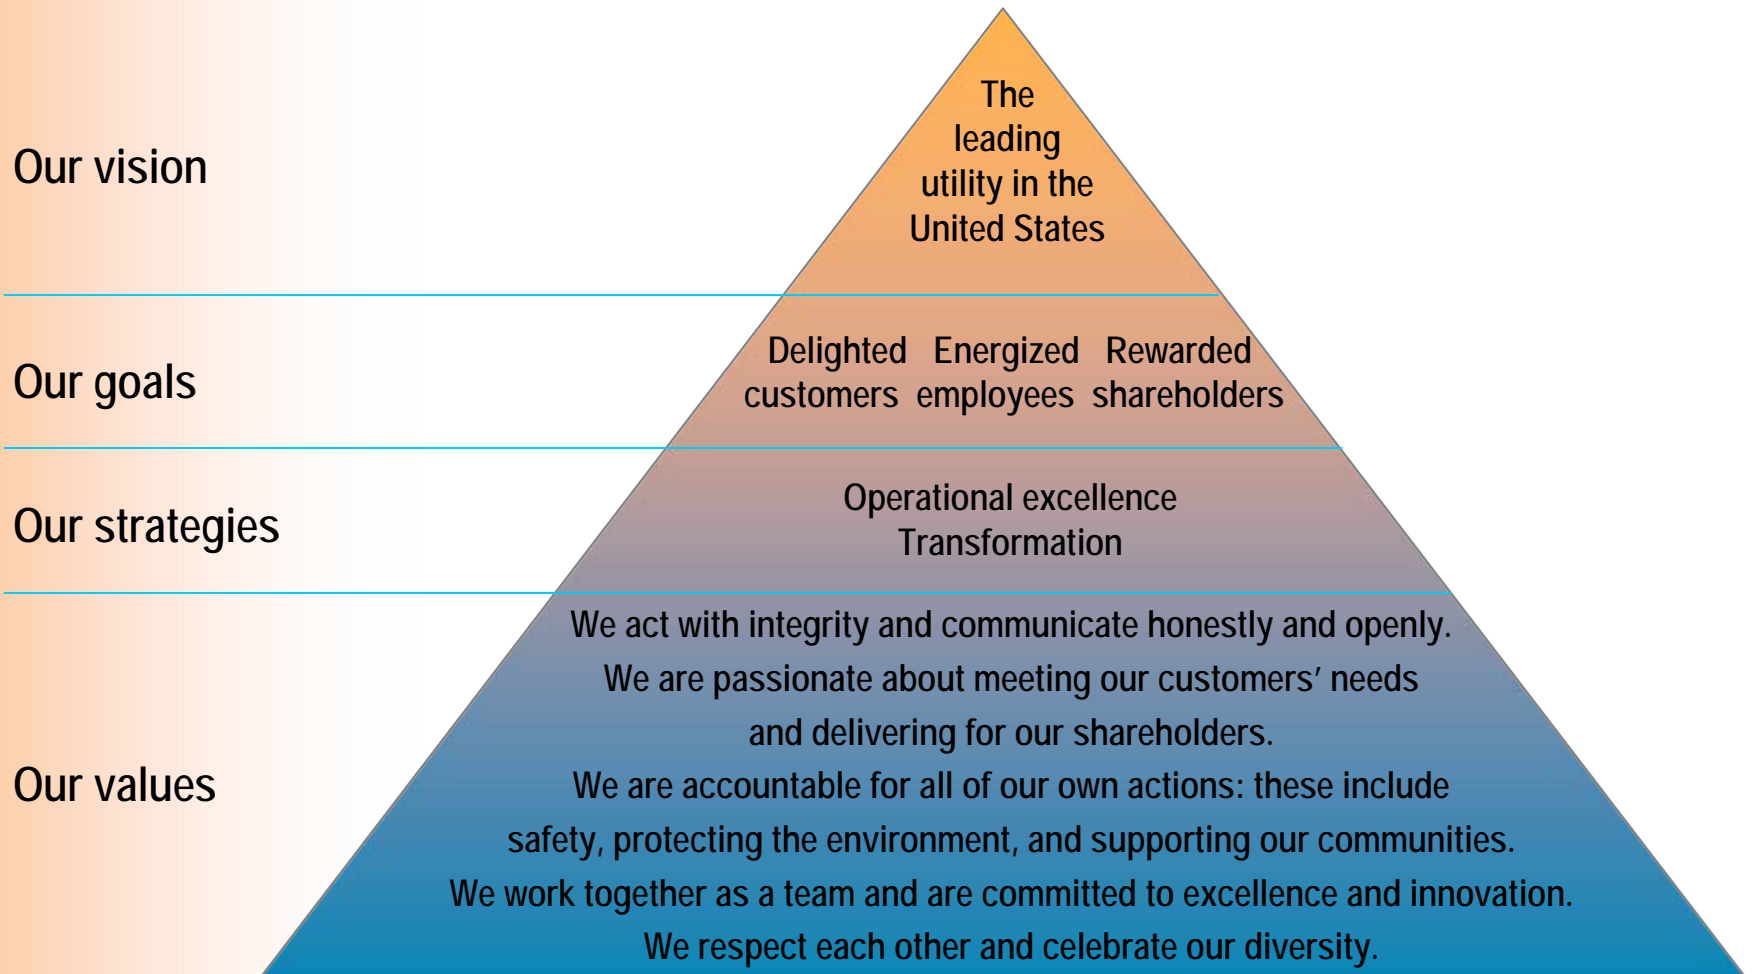 Our vision
The
leading
utility in the
United States
Our goals
Delighted Energized Rewarded
customers employees shareholders
Our strategies
Operational excellence
Transformation
Our values
We act with integrity and communicate honestly and openly.
We are passionate about meeting our customers’ needs
and delivering for our shareholders.
We are accountable for all of our own actions: these include
safety, protecting the environment, and supporting our communities.
We work together as a team and are committed to excellence and innovation.
We respect each other and celebrate our diversity.